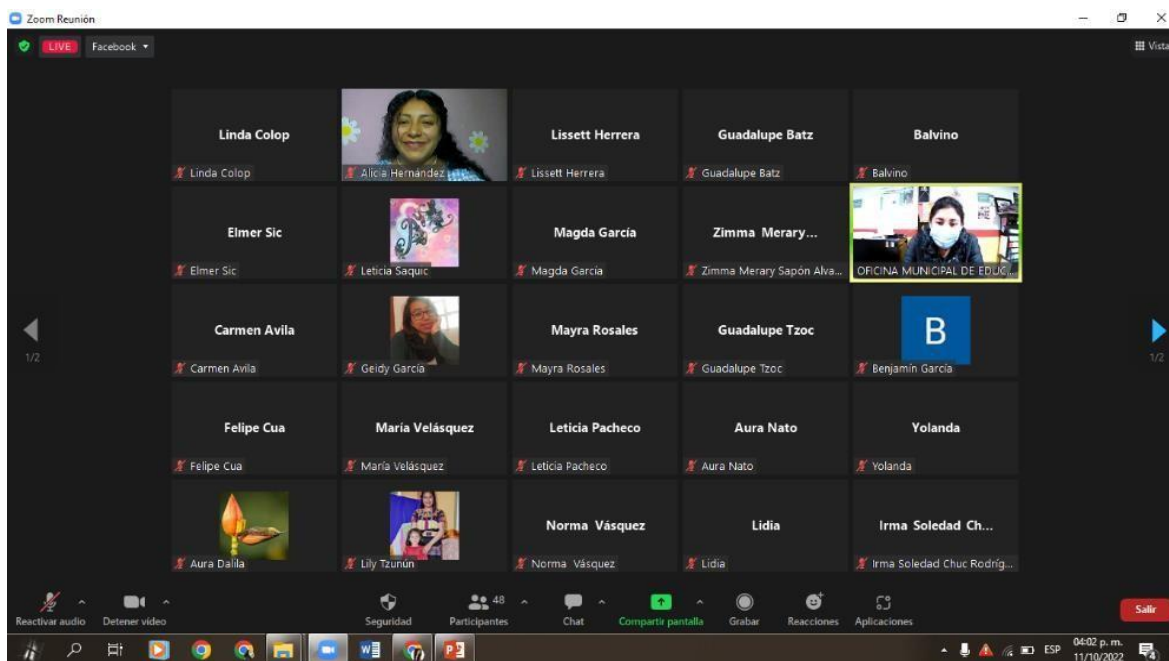 Zoom Reunión
LIVE Facebook
Vista
Linda Colop
Linda Colop
Alicia Hernández
Lissett Herrera
Lissett Herrera
Guadalupe Batz
Guadalupe Batz
Balvino
Balvino
Elmer Sic
Elmer Sic
Leticia Saquic
Magda García
Magda García
Zimma Merary...
Zimma Merary Sapón Alva...
OFICINA MUNICIPAL DE EDUC...
1/2
Carmen Avila
Carmen Avila
Geidy García
Mayra Rosales
Mayra Rosales
Guadalupe Tzoc
Guadalupe Tzoc
B
Benjamín García
1/2
Felipe Cua
Felipe Cua
María Velásquez
María Velásquez
Leticia Pacheco
Leticia Pacheco
Aura Nato
Aura Nato
Yolanda
Yolanda
Aura Dalila
Lily Tzunún
Norma Vásquez
Norma Vásquez
Lidia
Lidia
Irma Soledad Ch...
Irma Soledad Chuc Rodríg...
Reactivar audio
Detener video
Seguridad
48
Participantes
Chat
Compartir pantalla
Grabar
Reacciones
Aplicaciones
Salir
ESP
04:02 p. m.
11/10/2022